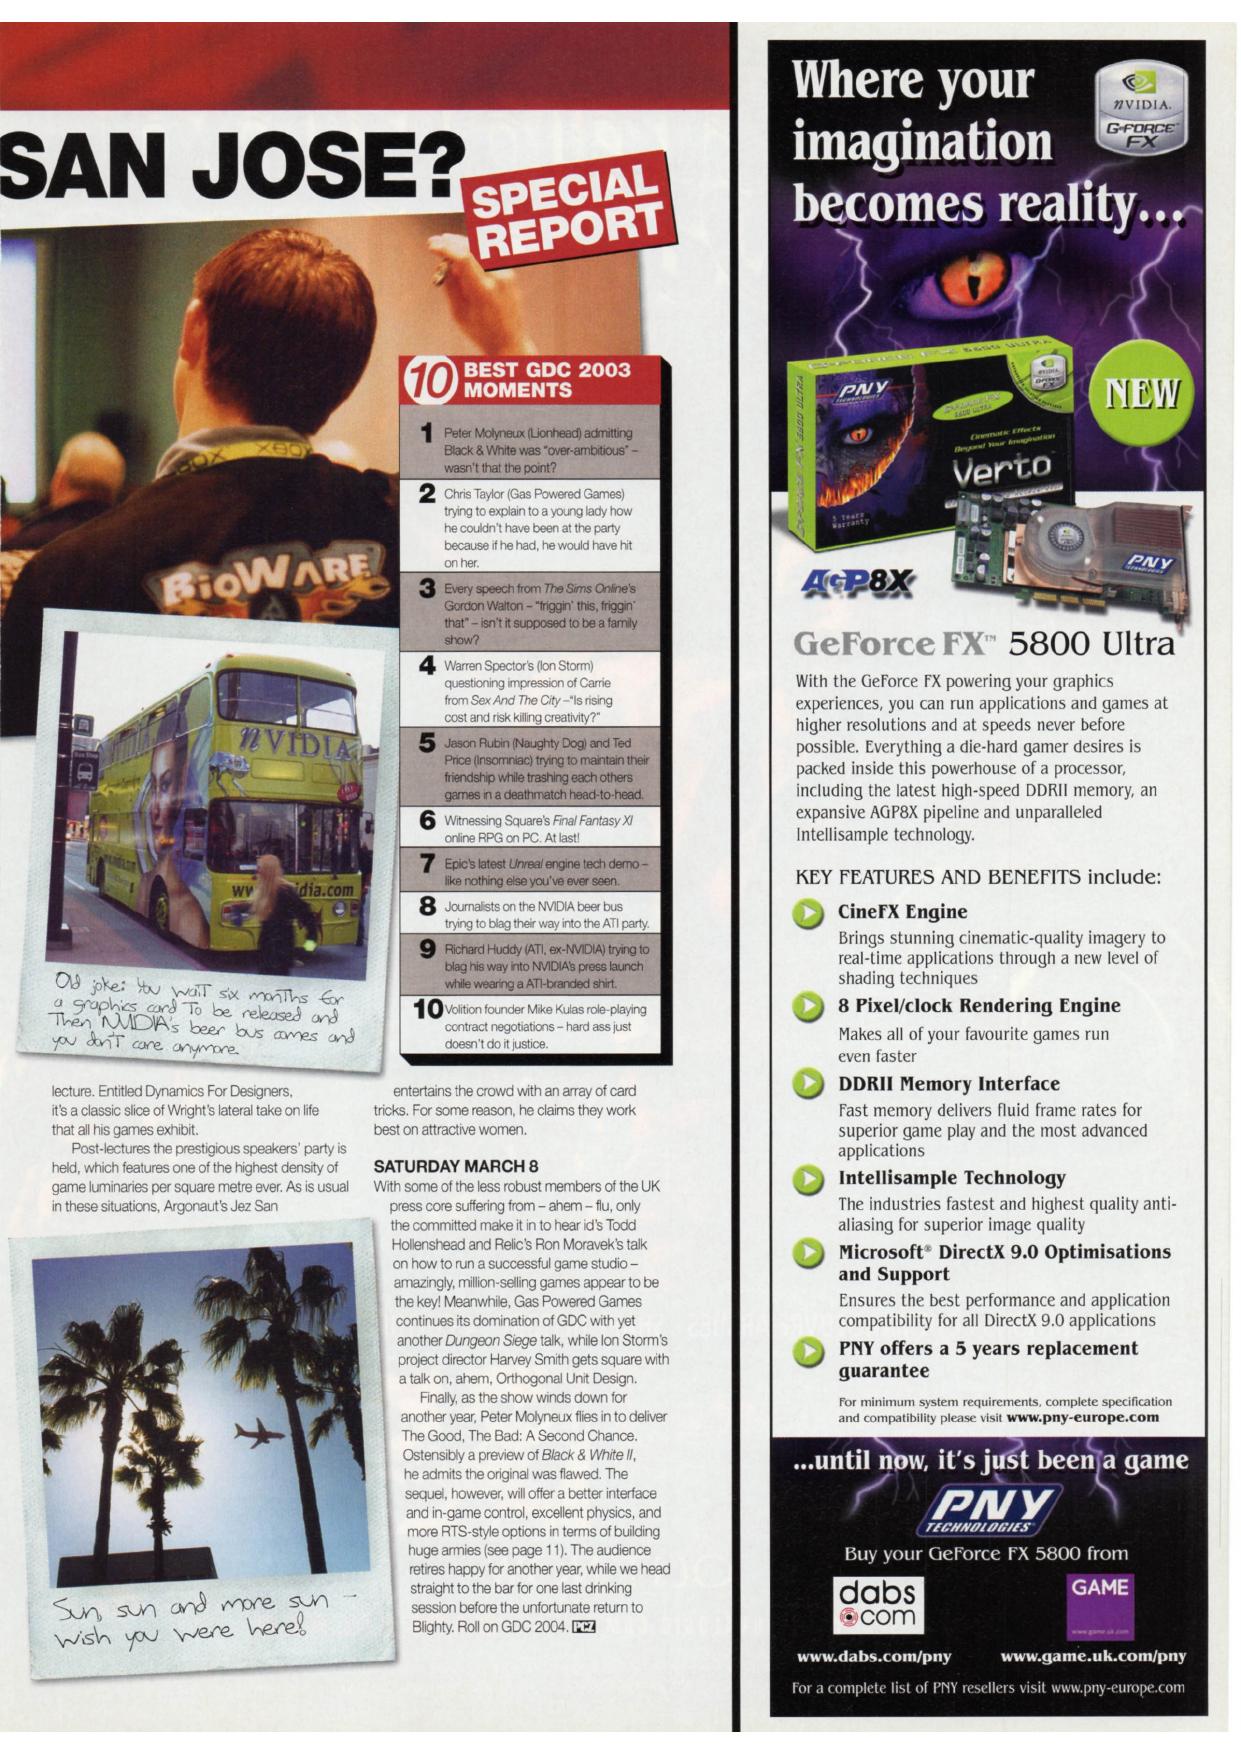 SAN JOSE?
SPECIAL
REPORT
XBOX
BIOWARE
10 BEST GDC 2003
MOMENTS
1 Peter Molyneux (Lionhead) admitting
Black & White was "over-ambitious" –
wasn't that the point?
2 Chris Taylor (Gas Powered Games)
trying to explain to a young lady how
he couldn't have been at the party
because if he had, he would have hit
on her.
3 Every speech from The Sims Online's
Gordon Walton – "friggin' this, friggin'
that" – isn't it supposed to be a family
show?
4 Warren Spector's (Ion Storm)
questioning impression of Carrie
from Sex And The City –"Is rising
cost and risk killing creativity?"
5 Jason Rubin (Naughty Dog) and Ted
Price (Insomniac) trying to maintain their
friendship while trashing each others
games in a deathmatch head-to-head.
6 Witnessing Square's Final Fantasy XI
online RPG on PC. At last!
7 Epic's latest Unreal engine tech demo –
like nothing else you've ever seen.
8 Journalists on the NVIDIA beer bus
trying to blag their way into the ATI party.
9 Richard Huddy (ATI, ex-NVIDIA) trying to
blag his way into NVIDIA's press launch
while wearing a ATI-branded shirt.
10 Volition founder Mike Kulas role-playing
contract negotiations – hard ass just
doesn't do it justice.
nVIDIA
Old joke: You wait six months for
a graphics card to be released and
then NVIDIA's beer bus comes and
you don't care anymore.
lecture. Entitled Dynamics For Designers,
it's a classic slice of Wright's lateral take on life
that all his games exhibit.
Post-lectures the prestigious speakers' party is
held, which features one of the highest density of
game luminaries per square metre ever. As is usual
in these situations, Argonaut's Jez San
Sun, sun and more sun –
wish you were here!
entertains the crowd with an array of card
tricks. For some reason, he claims they work
best on attractive women.
SATURDAY MARCH 8
With some of the less robust members of the UK
press core suffering from – ahem – flu, only
the committed make it in to hear id's Todd
Hollenshead and Relic's Ron Moravek's talk
on how to run a successful game studio –
amazingly, million-selling games appear to be
the key! Meanwhile, Gas Powered Games
continues its domination of GDC with yet
another Dungeon Siege talk, while Ion Storm's
project director Harvey Smith gets square with
a talk on, ahem, Orthogonal Unit Design.
Finally, as the show winds down for
another year, Peter Molyneux flies in to deliver
The Good, The Bad: A Second Chance.
Ostensibly a preview of Black & White II,
he admits the original was flawed. The
sequel, however, will offer a better interface
and in-game control, excellent physics, and
more RTS-style options in terms of building
huge armies (see page 11). The audience
retires happy for another year, while we head
straight to the bar for one last drinking
session before the unfortunate return to
Blighty. Roll on GDC 2004. PCZ
Where your
imagination
becomes reality...
nVIDIA.
GEFORCE
FX
PNY
TECHNOLOGIES
GEFORCE FX
5800 ULTRA
Cinematic Effects
Beyond Your Imagination
Verto
5 Years
Warranty
NEW
PNY
AGP8X
GeForce FX™ 5800 Ultra
With the GeForce FX powering your graphics
experiences, you can run applications and games at
higher resolutions and at speeds never before
possible. Everything a die-hard gamer desires is
packed inside this powerhouse of a processor,
including the latest high-speed DDRII memory, an
expansive AGP8X pipeline and unparalleled
Intellisample technology.
KEY FEATURES AND BENEFITS include:
CineFX Engine
Brings stunning cinematic-quality imagery to
real-time applications through a new level of
shading techniques
8 Pixel/clock Rendering Engine
Makes all of your favourite games run
even faster
DDRII Memory Interface
Fast memory delivers fluid frame rates for
superior game play and the most advanced
applications
Intellisample Technology
The industries fastest and highest quality anti-
aliasing for superior image quality
Microsoft® DirectX 9.0 Optimisations
and Support
Ensures the best performance and application
compatibility for all DirectX 9.0 applications
PNY offers a 5 years replacement
guarantee
For minimum system requirements, complete specification
and compatibility please visit www.pny-europe.com
...until now, it's just been a game
PNY
TECHNOLOGIES
Buy your GeForce FX 5800 from
dabs
.com
GAME
www.game.uk.com
www.dabs.com/pny
www.game.uk.com/pny
For a complete list of PNY resellers visit www.pny-europe.com